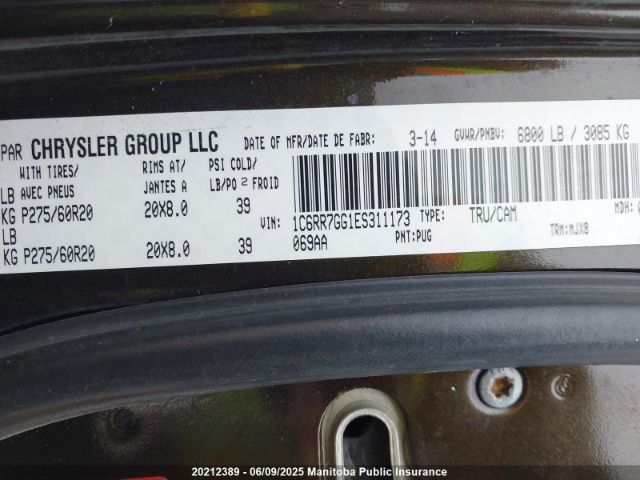 PAR CHRYSLER GROUP LLC DATE OF MFR/DATE DE FABR: 3-14 GVWR/PNBV: 6800 LB / 3085 KG
WITH TIRES/ RIMS AT/ PSI COLD/
LB AVEC PNEUS JANTES A LB/PO 2 FROID
KG P275/60R20 20X8.0 39
VIN: 1C6RR7GG1ES311173 TYPE: TRU/CAM MDH:
LB 069AA PNT:PUG TRM:MJX8
KG P275/60R20 20X8.0 39
20212389 - 06/09/2025 Manitoba Public Insurance